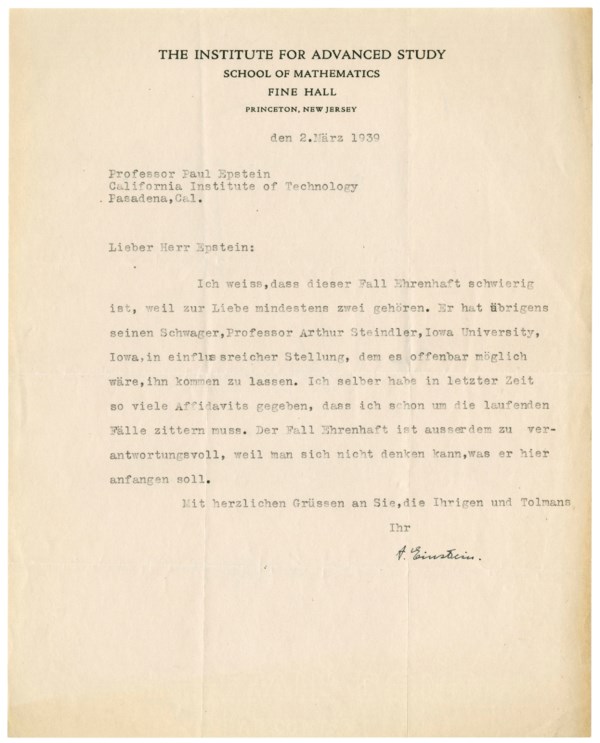 THE INSTITUTE FOR ADVANCED STUDY
SCHOOL OF MATHEMATICS
FINE HALL
PRINCETON, NEW JERSEY
den 2.März 1939
Professor Paul Epstein
California Institute of Technology
Pasadena,Cal.
Lieber Herr Epstein:
Ich weiss,dass dieser Fall Ehrenhaft schwierig
ist, weil zur Liebe mindestens zwei gehören. Er hat übrigens
seinen Schwager,Professor Arthur Steindler,Iowa University,
Iowa,in einflussreicher Stellung, dem es offenbar möglich
wäre,ihn kommen zu lassen. Ich selber habe in letzter Zeit
so viele Affidavits gegeben, dass ich schon um die laufenden
Fälle zittern muss. Der Fall Ehrenhaft ist ausserdem zu ver-
antwortungsvoll, weil man sich nicht denken kann,was er hier
anfangen soll.
Mit herzlichen Grüssen an Sie,die Ihrigen und Tolmans
Ihr
A. Einstein.